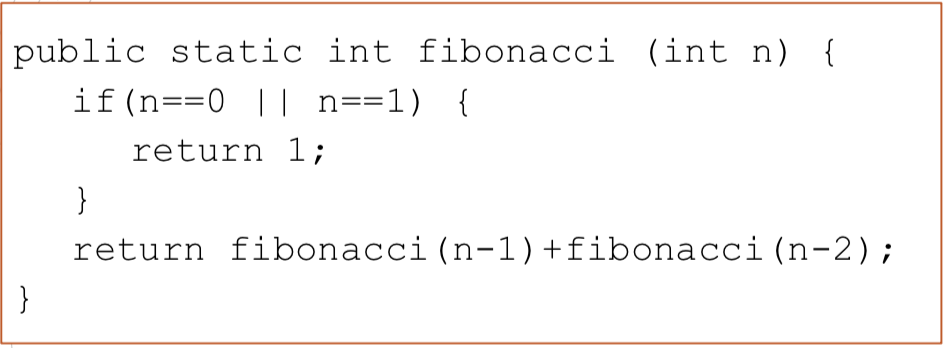 public static int fibonacci (int n) {
if(n==0 || n==1) {
return 1;
}
return fibonacci(n-1)+fibonacci(n-2);
}